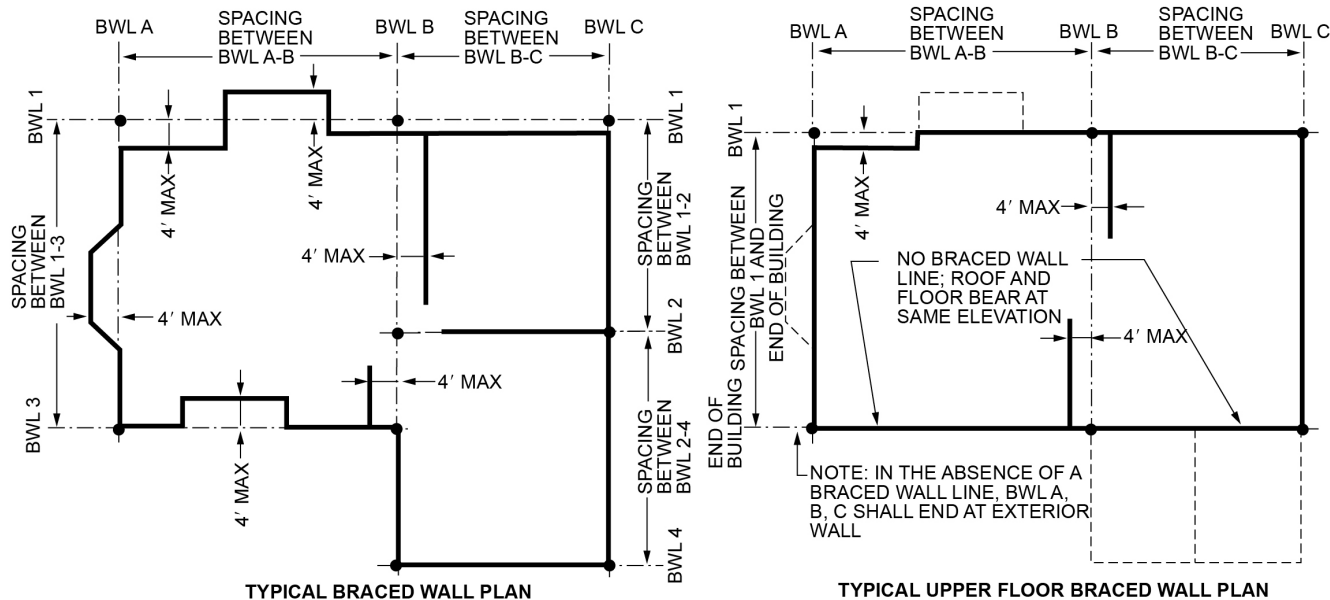 BWL A
SPACING
BETWEEN
BWL A-B
BWL B
SPACING
BETWEEN
BWL B-C
BWL C
BWL 1
BWL 1
4′ MAX
4′ MAX
SPACING
BETWEEN
BWL 1-3
SPACING
BETWEEN
BWL 1-2
4′ MAX
4′ MAX
BWL 2
4′ MAX
BWL 3
4′ MAX
SPACING
BETWEEN
BWL 2-4
BWL 4
TYPICAL BRACED WALL PLAN
BWL A
SPACING
BETWEEN
BWL A-B
BWL B
SPACING
BETWEEN
BWL B-C
BWL C
BWL 1
4′ MAX
4′ MAX
SPACING BETWEEN
BWL 1 AND
END OF BUILDING
NO BRACED WALL
LINE; ROOF AND
FLOOR BEAR AT
SAME ELEVATION
4′ MAX
END OF
BUILDING
NOTE: IN THE ABSENCE OF A
BRACED WALL LINE, BWL A,
B, C SHALL END AT EXTERIOR
WALL
TYPICAL UPPER FLOOR BRACED WALL PLAN